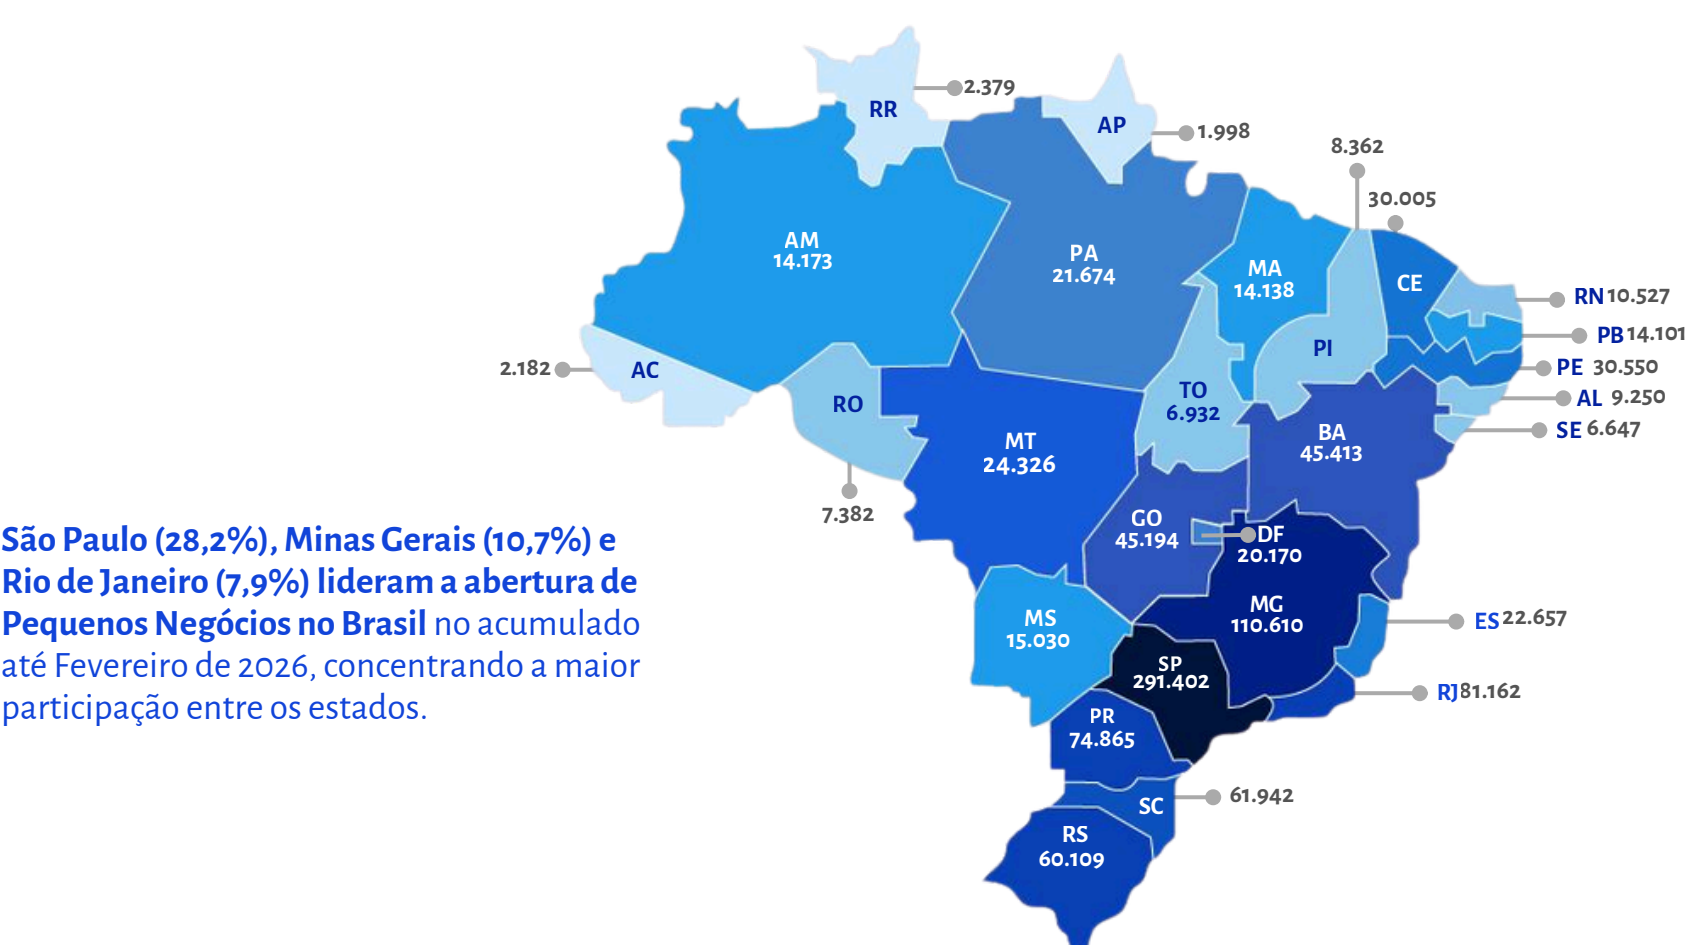 2.379
RR
AP
1.998
8.362
30.005
AM
14.173
PA
21.674
MA
14.138
CE
RN 10.527
PB 14.101
PI
PE 30.550
2.182
AC
TO
6.932
AL 9.250
RO
SE 6.647
BA
45.413
MT
24.326
7.382
GO
45.194
DF
20.170
São Paulo (28,2%), Minas Gerais (10,7%) e
Rio de Janeiro (7,9%) lideram a abertura de
Pequenos Negócios no Brasil no acumulado
até Fevereiro de 2026, concentrando a maior
participação entre os estados.
MS
15.030
MG
110.610
ES 22.657
SP
291.402
RJ 81.162
PR
74.865
SC
61.942
RS
60.109